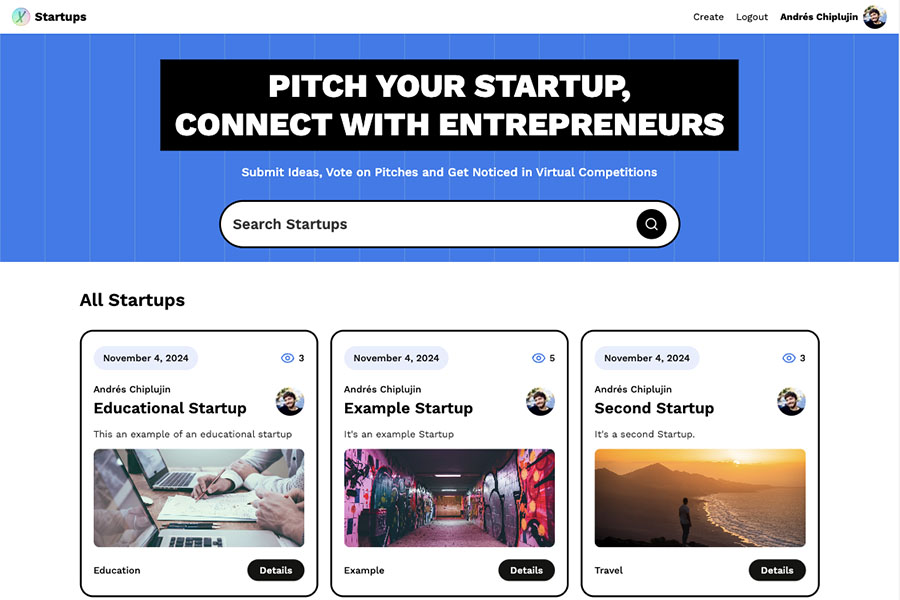 Startups
Create Logout Andrés Chiplujin
PITCH YOUR STARTUP,
CONNECT WITH ENTREPRENEURS
Submit Ideas, Vote on Pitches and Get Noticed in Virtual Competitions
Search Startups
All Startups
November 4, 2024 3
Andrés Chiplujin
Educational Startup
This an example of an educational startup
Education Details
November 4, 2024 5
Andrés Chiplujin
Example Startup
It's an example Startup
Example Details
November 4, 2024 3
Andrés Chiplujin
Second Startup
It's a second Startup.
Travel Details